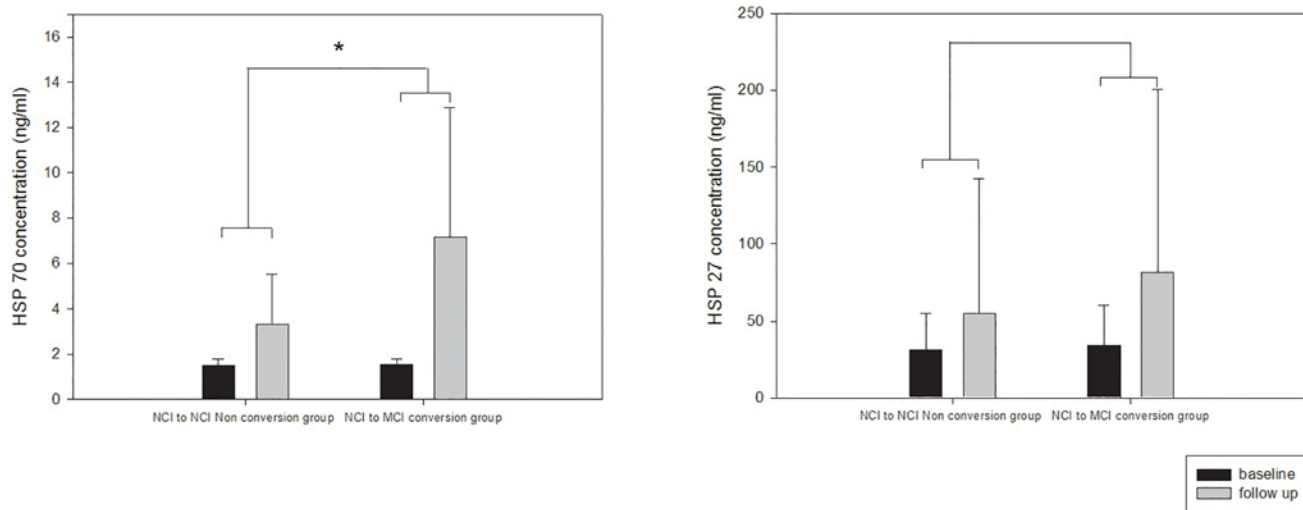 HSP 70 concentration (ng/ml)
16
14
12
10
8
6
4
2
0
*
NCI to NCI Non conversion group
NCI to MCI conversion group
HSP 27 concentration (ng/ml)
250
200
150
100
50
0
NCI to NCI Non conversion group
NCI to MCI conversion group
baseline
follow up